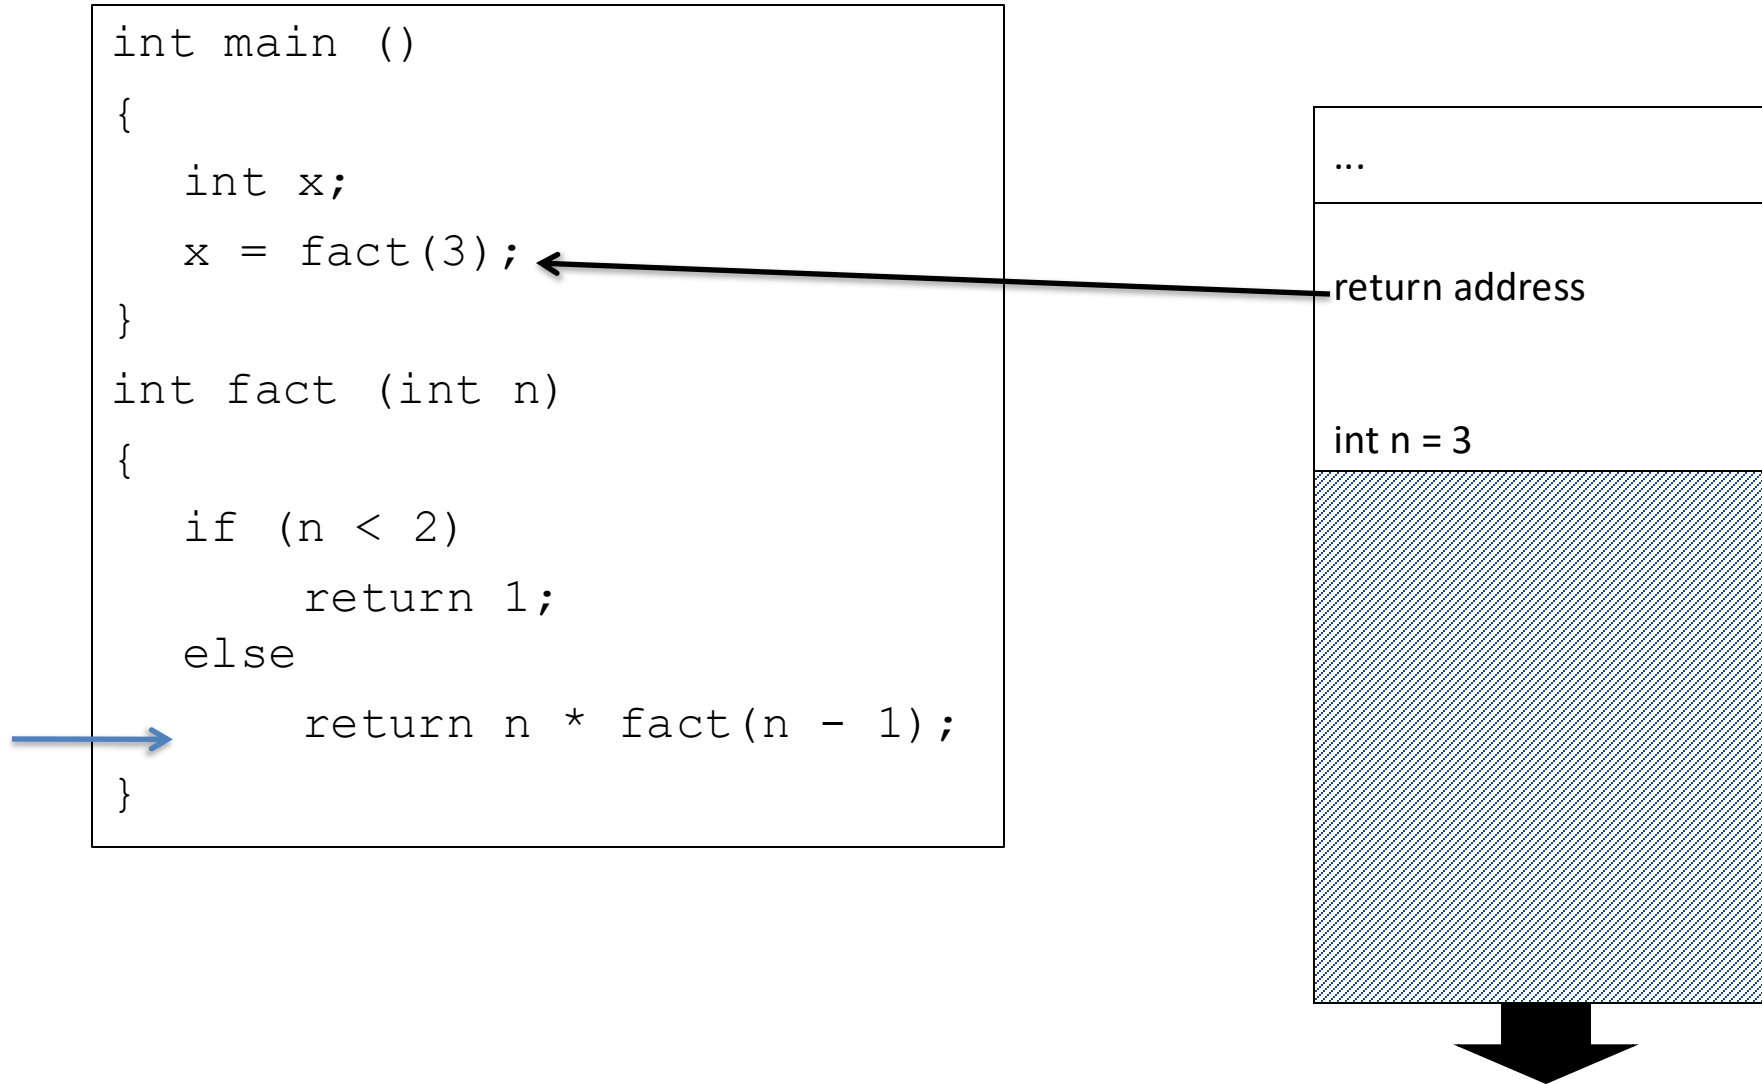 int main ()
{
int x;
x = fact(3);
}
int fact (int n)
{
if (n < 2)
return 1;
else
return n * fact(n - 1);
}
...
return address
int n = 3